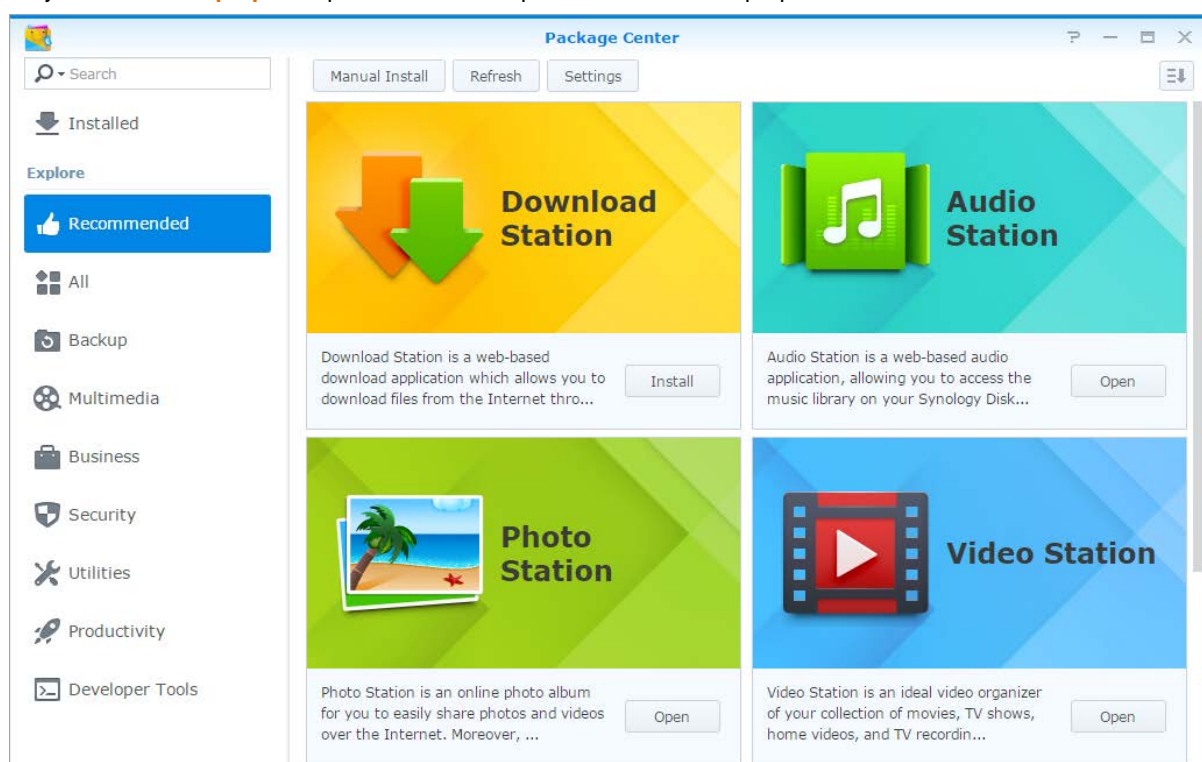 Package Center
Search
Manual Install
Refresh
Settings
Installed
Explore
Recommended
All
Backup
Multimedia
Business
Security
Utilities
Productivity
Developer Tools
Download
Station
Download Station is a web-based
download application which allows you to
download files from the Internet thro...
Install
Audio
Station
Audio Station is a web-based audio
application, allowing you to access the
music library on your Synology Disk...
Open
Photo
Station
Photo Station is an online photo album
for you to easily share photos and videos
over the Internet. Moreover, ...
Open
Video Station
Video Station is an ideal video organizer
of your collection of movies, TV shows,
home videos, and TV recordin...
Open